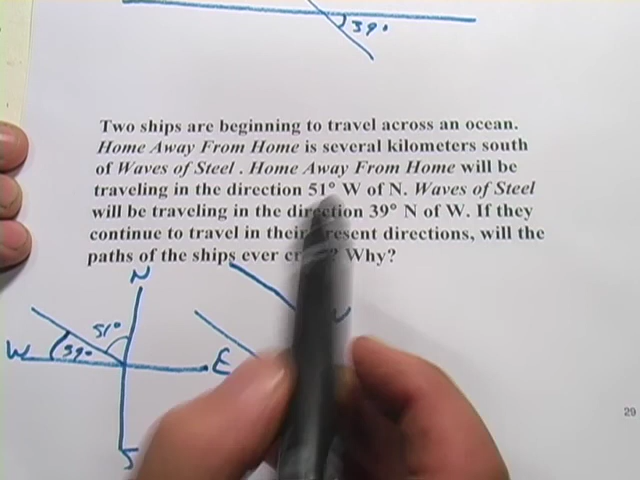 39°
Two ships are beginning to travel across an ocean.
Home Away From Home is several kilometers south
of Waves of Steel . Home Away From Home will be
traveling in the direction 51° W of N. Waves of Steel
will be traveling in the direction 39° N of W. If they
continue to travel in their present directions, will the
paths of the ships ever ? Why?
N
51°
W 39° E
S
29